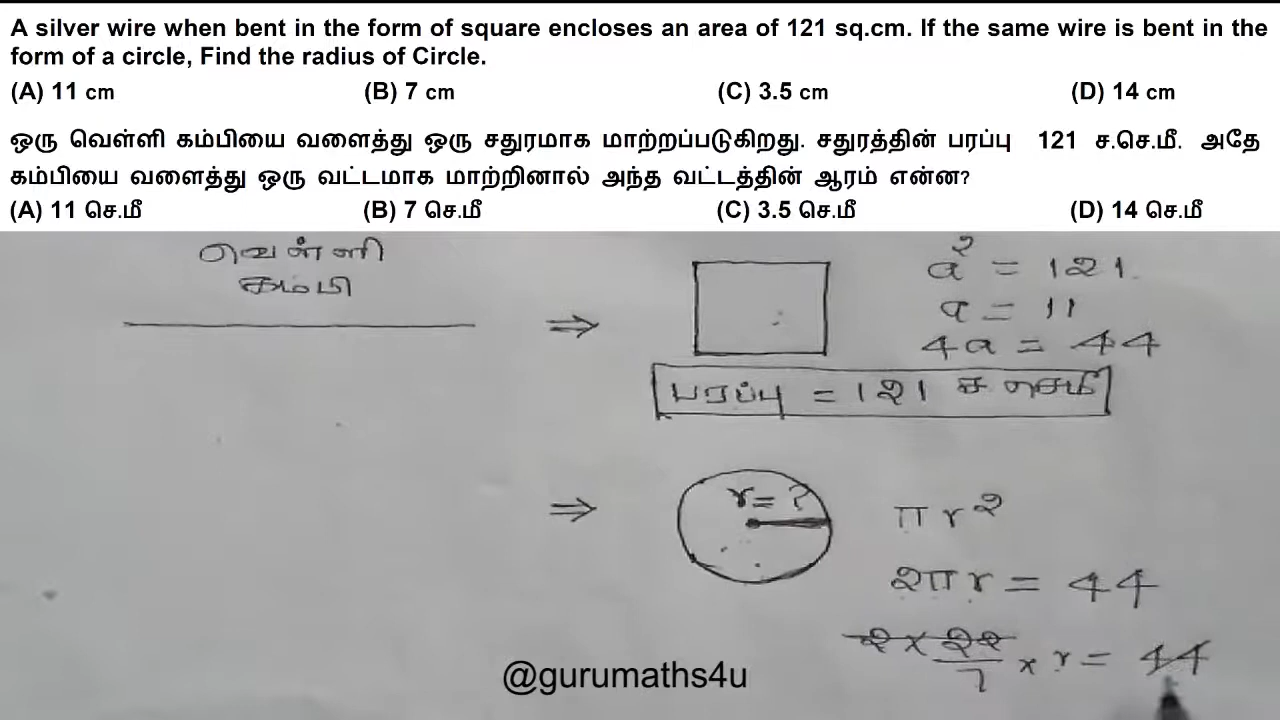 A silver wire when bent in the form of square encloses an area of 121 sq.cm. If the same wire is bent in the
form of a circle, Find the radius of Circle.
(A) 11 cm (B) 7 cm (C) 3.5 cm (D) 14 cm
ஒரு வெள்ளி கம்பியை வளைத்து ஒரு சதுரமாக மாற்றப்படுகிறது. சதுரத்தின் பரப்பு 121 ச.செ.மீ. அதே
கம்பியை வளைத்து ஒரு வட்டமாக மாற்றினால் அந்த வட்டத்தின் ஆரம் என்ன?
(A) 11 செ.மீ (B) 7 செ.மீ (C) 3.5 செ.மீ (D) 14 செ.மீ
வெள்ளி
கம்பி
⇒
a² = 121
a = 11
4a = 44
பரப்பு = 121 ச செமீ
⇒
r = ?
πr²
2πr = 44
2 × 22/7 × r = 44
@gurumaths4u